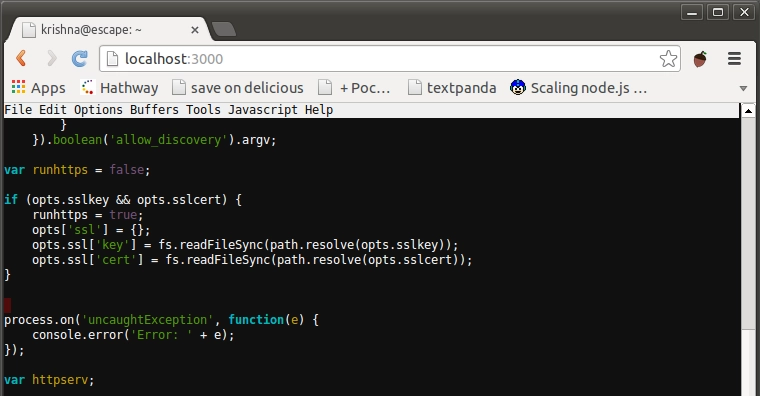 krishna@escape: ~
localhost:3000
Apps Hathway save on delicious + Poc... textpanda Scaling node.js ...
File Edit Options Buffers Tools Javascript Help
        }
    }).boolean('allow_discovery').argv;
var runhttps = false;
if (opts.sslkey && opts.sslcert) {
    runhttps = true;
    opts['ssl'] = {};
    opts.ssl['key'] = fs.readFileSync(path.resolve(opts.sslkey));
    opts.ssl['cert'] = fs.readFileSync(path.resolve(opts.sslcert));
}
process.on('uncaughtException', function(e) {
    console.error('Error: ' + e);
});
var httpserv;